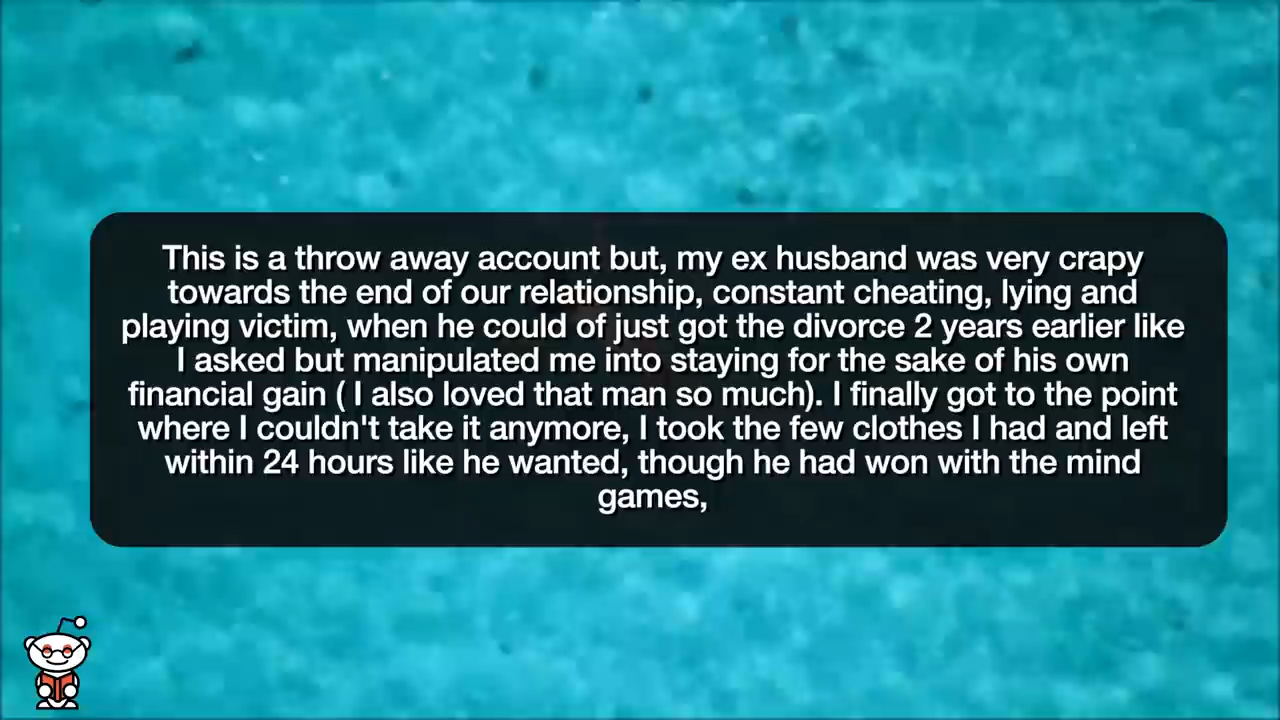 This is a throw away account but, my ex husband was very crapy
towards the end of our relationship, constant cheating, lying and
playing victim, when he could of just got the divorce 2 years earlier like
I asked but manipulated me into staying for the sake of his own
financial gain ( I also loved that man so much). I finally got to the point
where I couldn't take it anymore, I took the few clothes I had and left
within 24 hours like he wanted, though he had won with the mind
games,